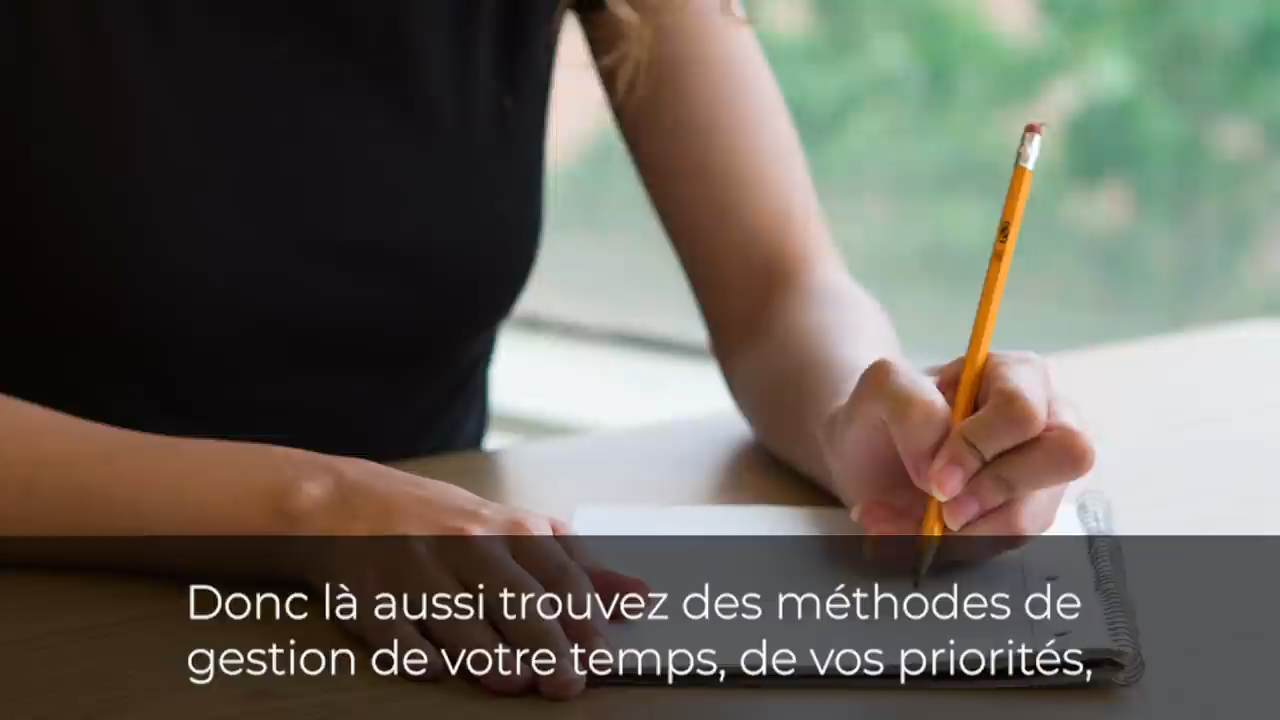 Donc là aussi trouvez des méthodes de
gestion de votre temps, de vos priorités,